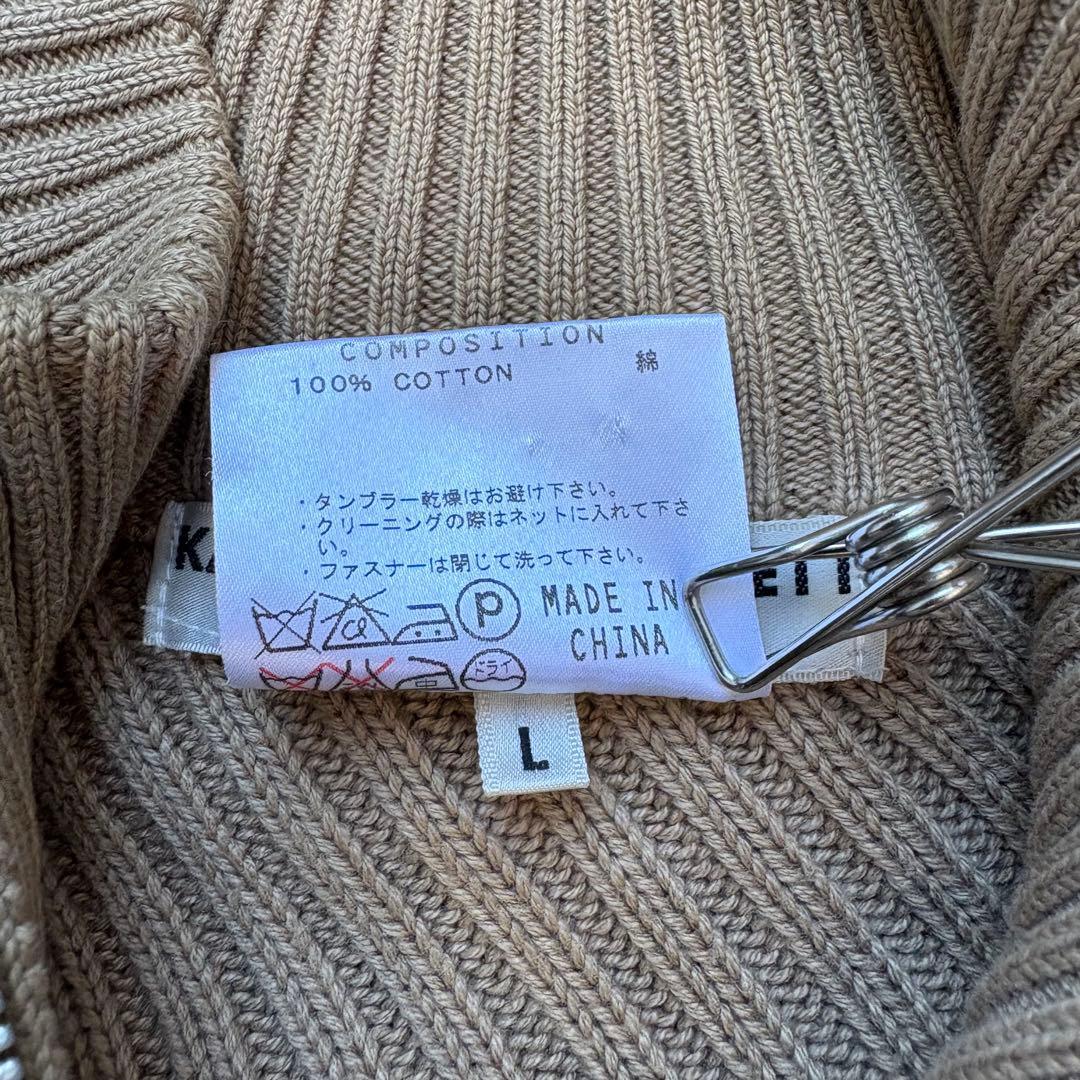 COMPOSITION
100% COTTON 綿
・タンブラー乾燥はお避け下さい。
・クリーニングの際はネットに入れて下さ
い。
・ファスナーは閉じて洗って下さい。
P MADE IN
CHINA
ドライ
L